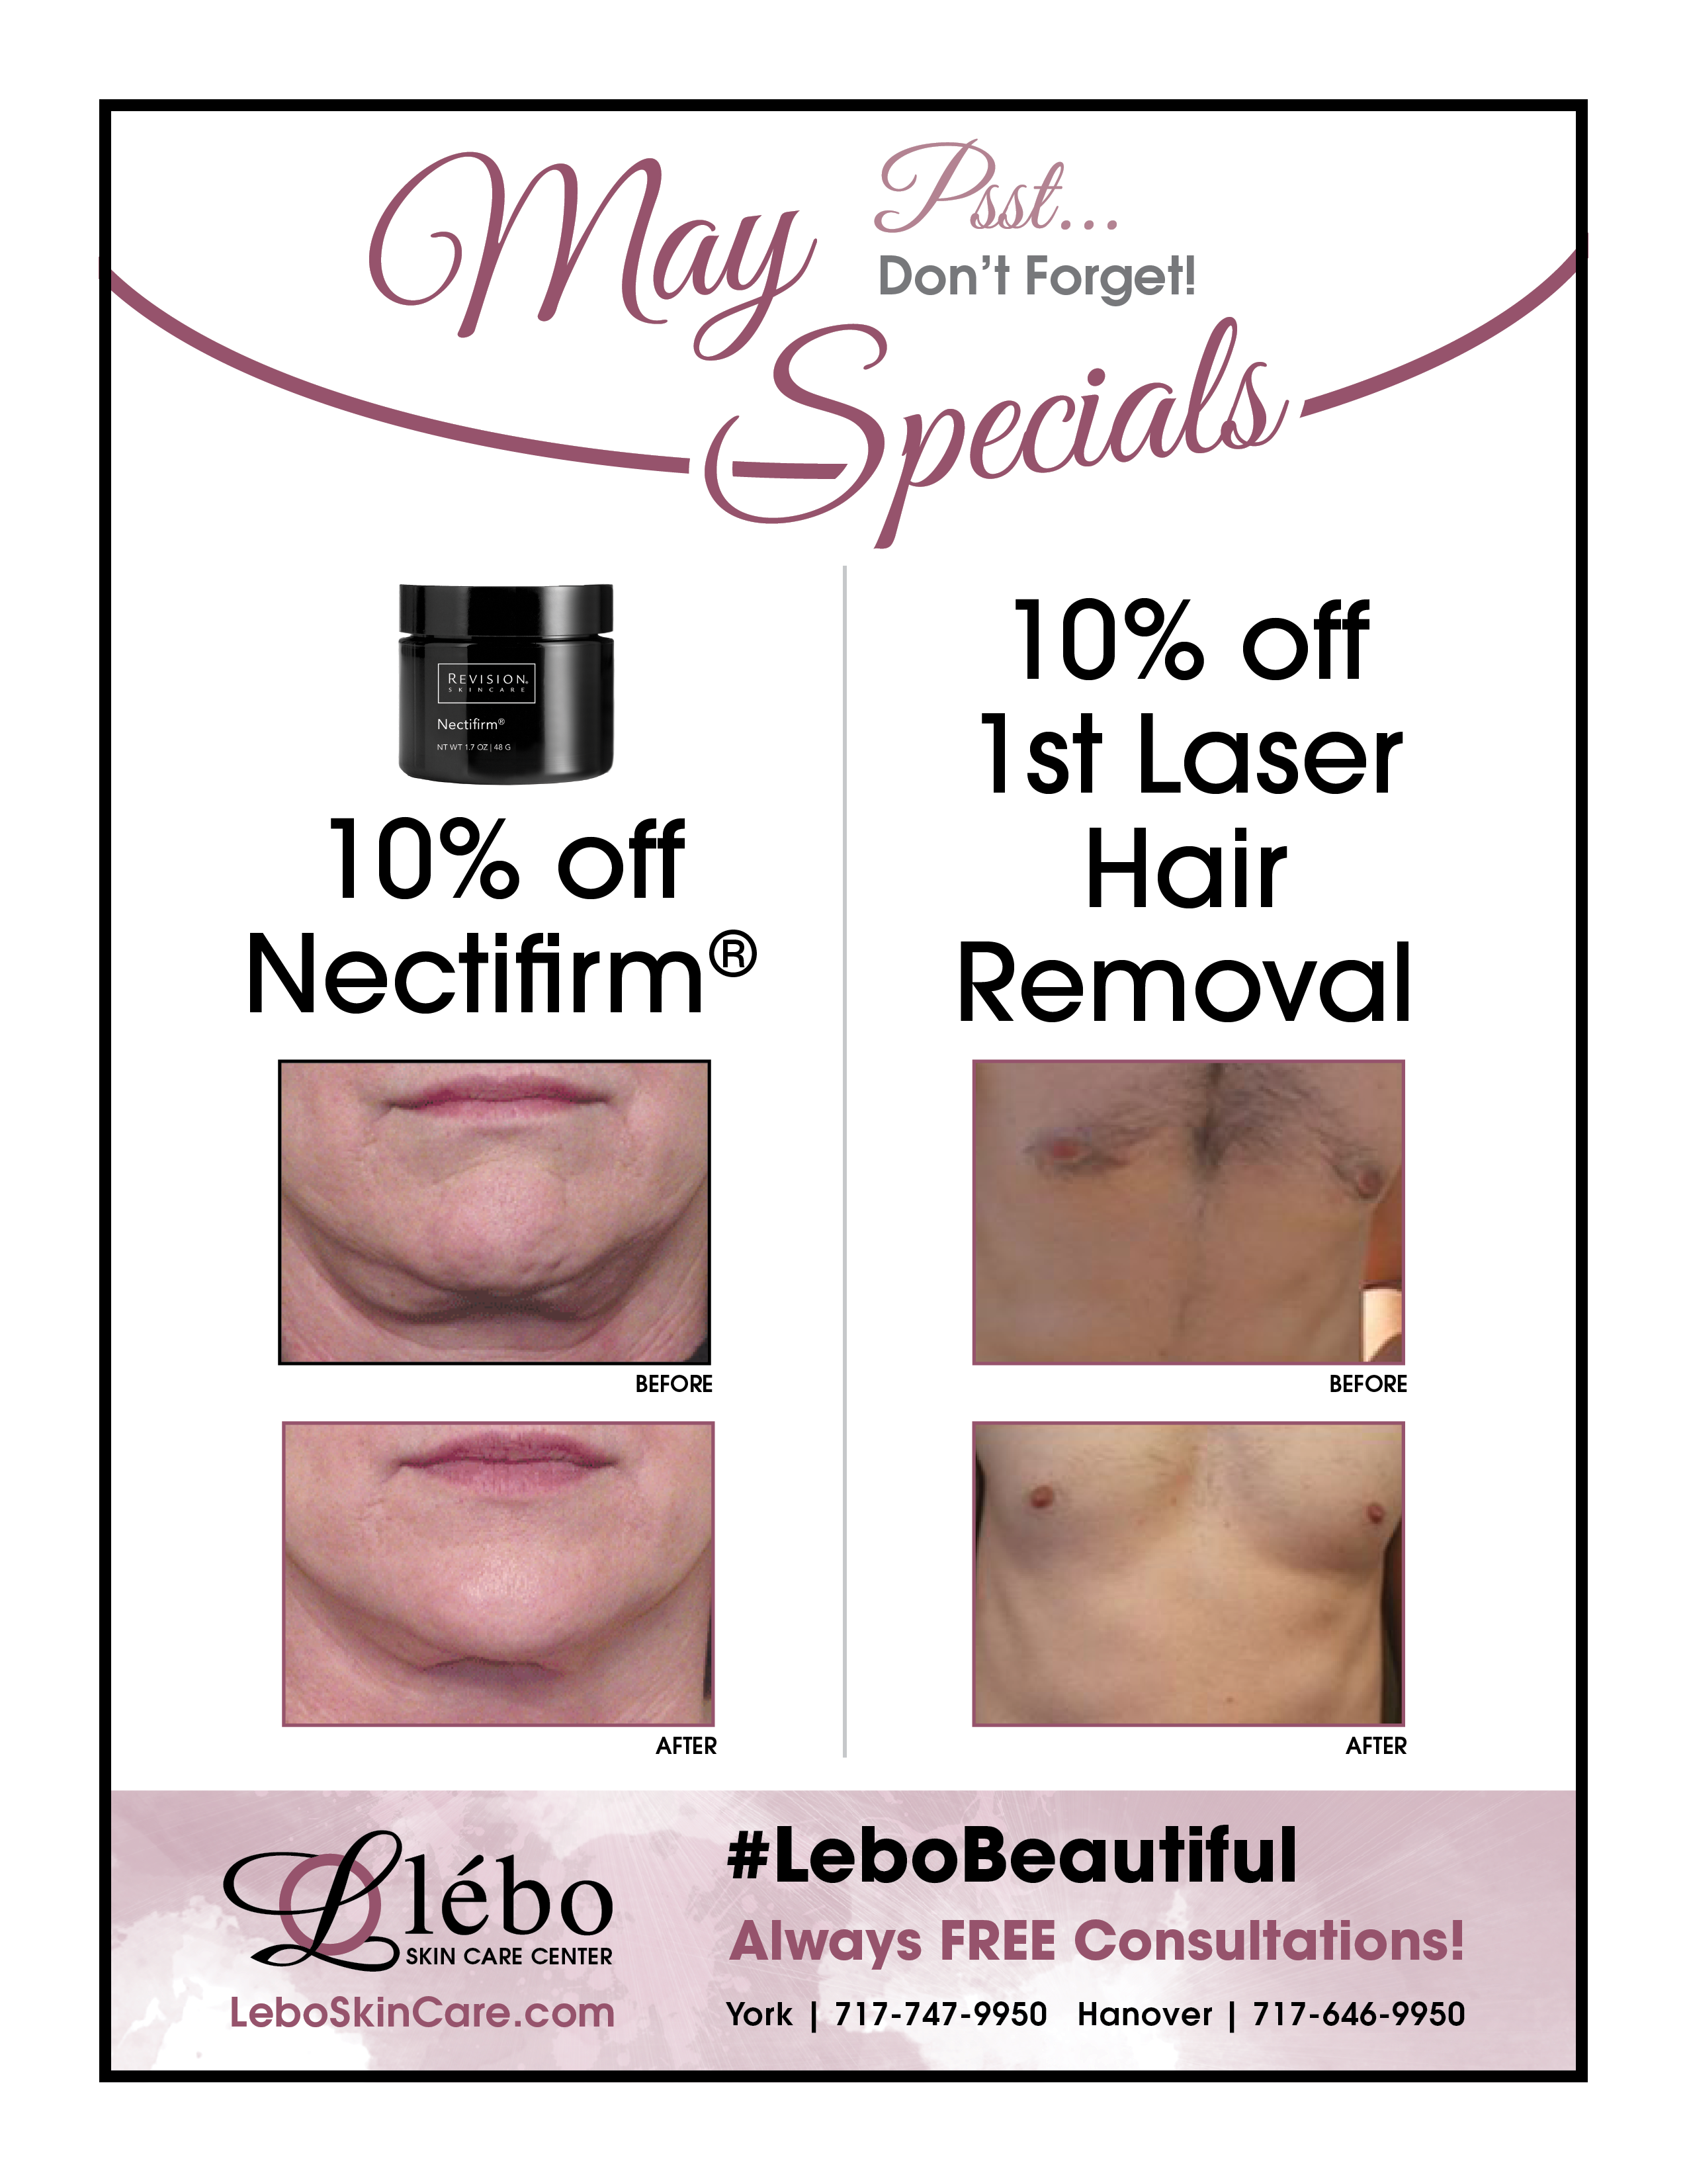 May
Psst...
Don't Forget!
Specials
REVISION®
SKINCARE
Nectifirm®
NT WT 1.7 OZ | 48 G
10% off
Nectifirm®
BEFORE
AFTER
10% off
1st Laser
Hair
Removal
BEFORE
AFTER
L lébo
SKIN CARE CENTER
LeboSkinCare.com
#LeboBeautiful
Always FREE Consultations!
York | 717-747-9950 Hanover | 717-646-9950